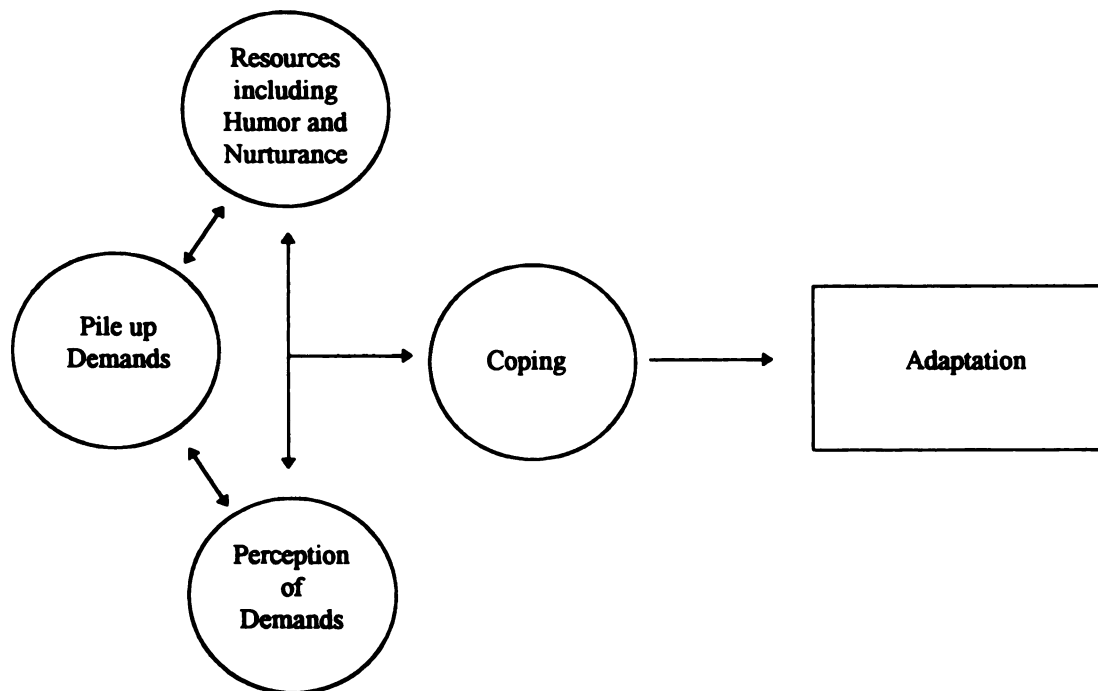 Resources
including
Humor and
Nurturance
Pile up
Demands
Coping
Adaptation
Perception
of
Demands